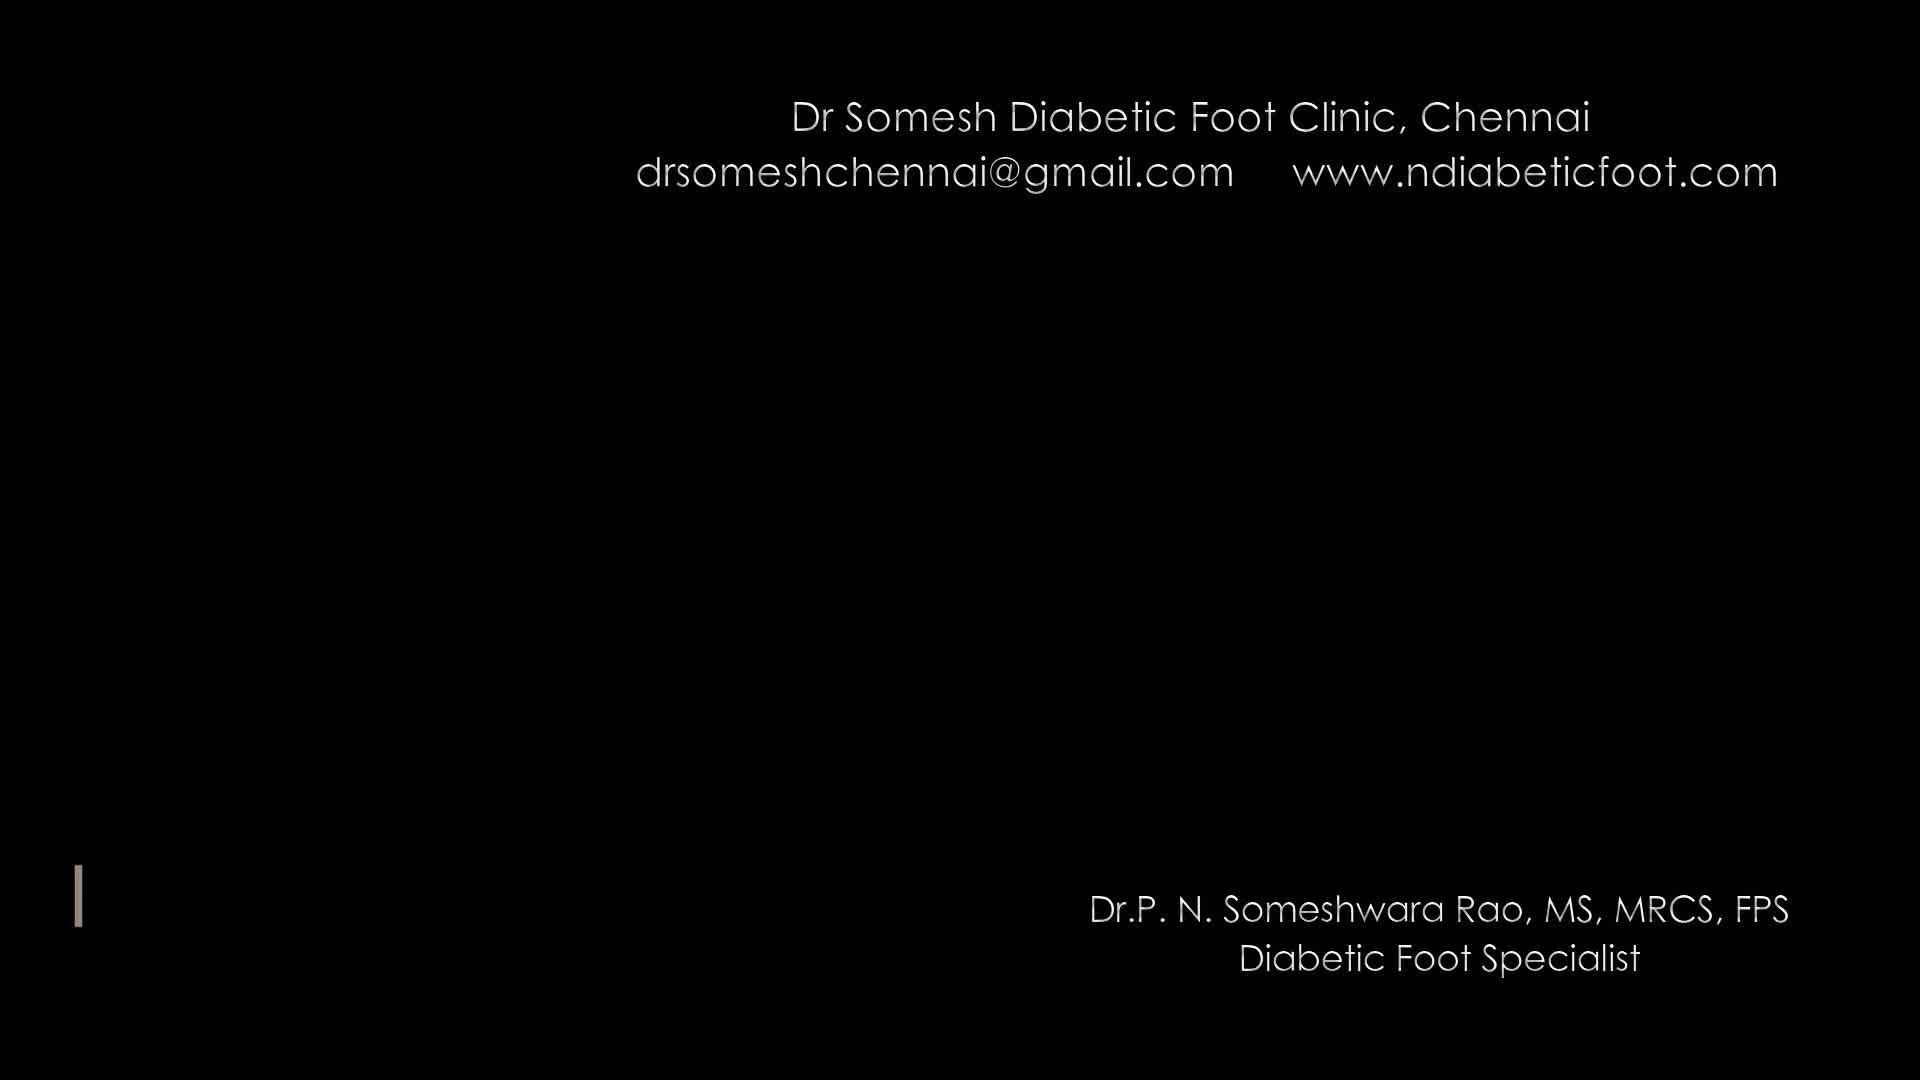 Dr Somesh Diabetic Foot Clinic, Chennai
drsomeshchennai@gmail.com www.ndiabeticfoot.com
Dr.P. N. Someshwara Rao, MS, MRCS, FPS
Diabetic Foot Specialist